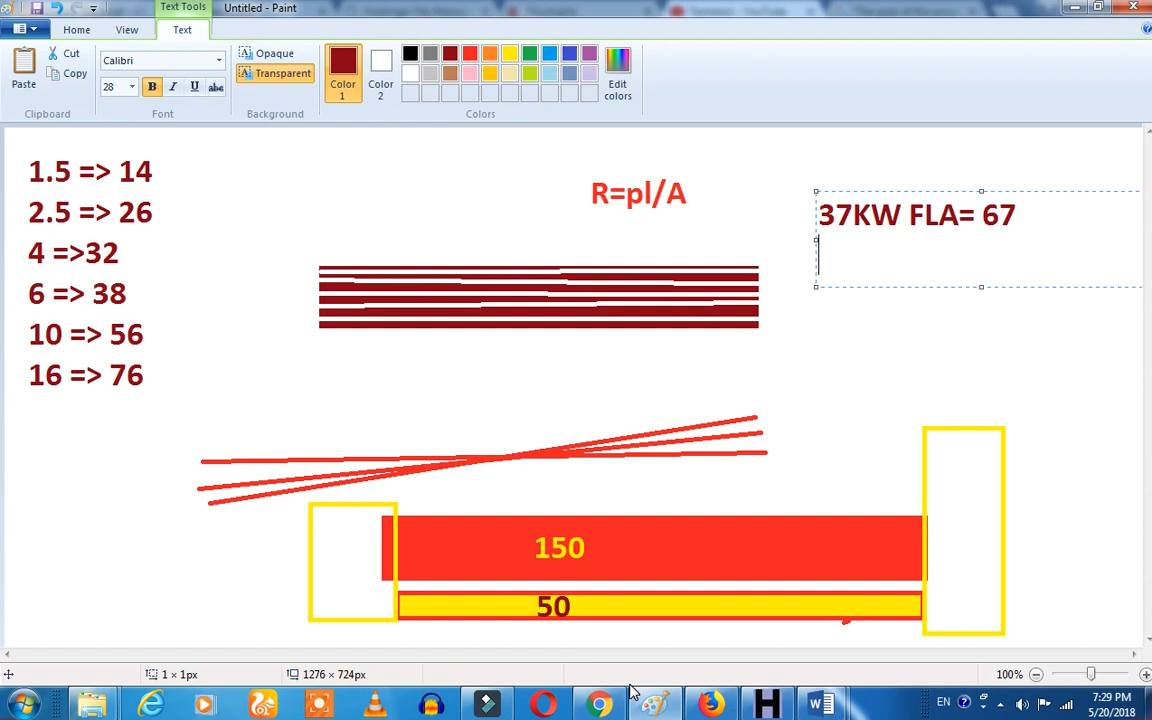 Text Tools
Untitled - Paint
Home
View
Text
Paste
Cut
Copy
Clipboard
Calibri
28
B
I
U
abc
Font
Opaque
Transparent
Background
Color
1
Color
2
Edit
colors
Colors
1.5 => 14
2.5 => 26
4 =>32
6 => 38
10 => 56
16 => 76
R=pl/A
37KW FLA= 67
150
50
1 × 1px
1276 × 724px
100%
EN
7:29 PM
5/20/2018